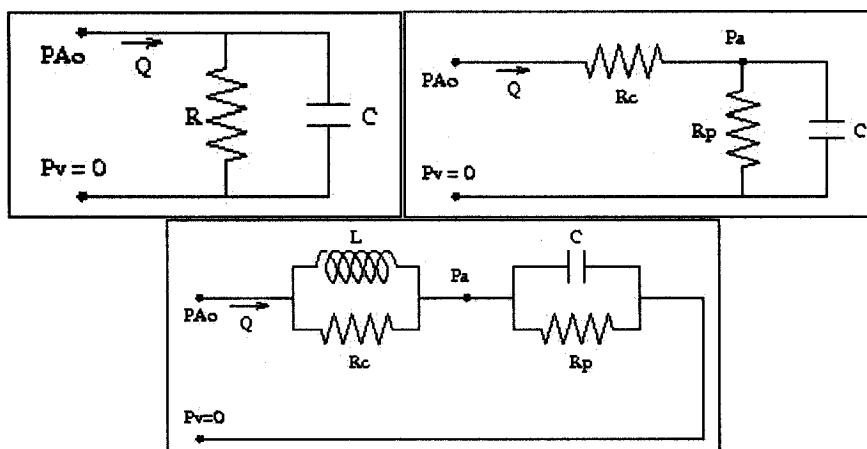 PAo
Q
R
C
Pv = 0
Pa
PAo
Q
Rc
Rp
C
Pv = 0
L
C
Pa
PAo
Q
Rc
Rp
Pv=0